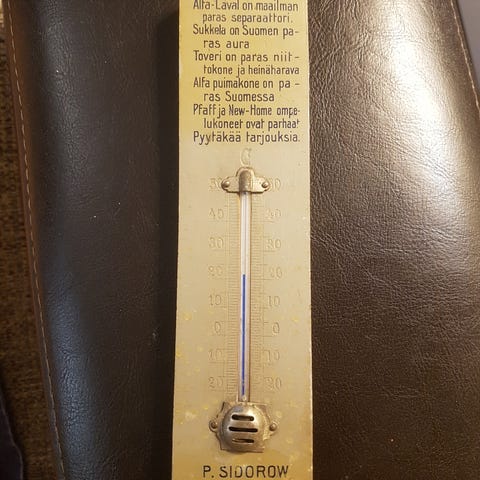 Alfa-Laval on maailman
paras separaattori.
Sukkela on Suomen pa-
ras aura
Toveri on paras niit-
tokone ja heinäharava
Alfa puimakone on pa-
ras Suomessa
Pfaff ja New-Home ompe-
lukoneet ovat parhaat
Pyytäkää tarjouksia.
C
50 50
40 40
30 30
20 20
10 10
0 0
10 10
20 20
P. SIDOROW